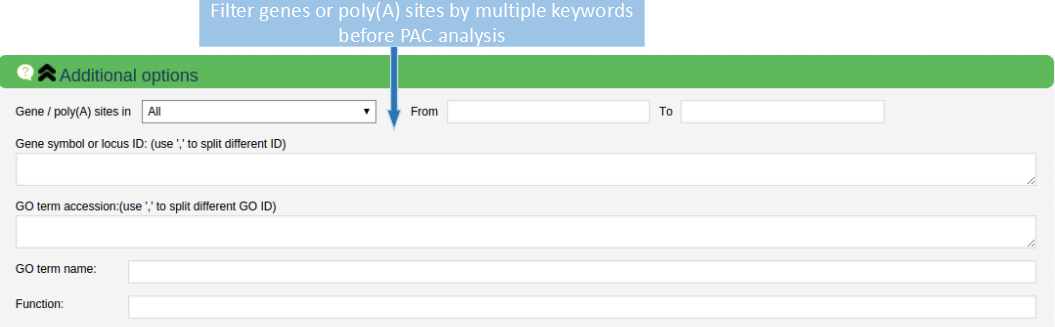 Filter genes or poly(A) sites by multiple keywords
before PAC analysis
? Additional options
Gene / poly(A) sites in All From To
Gene symbol or locus ID: (use ',' to split different ID)
GO term accession:(use ',' to split different GO ID)
GO term name:
Function: